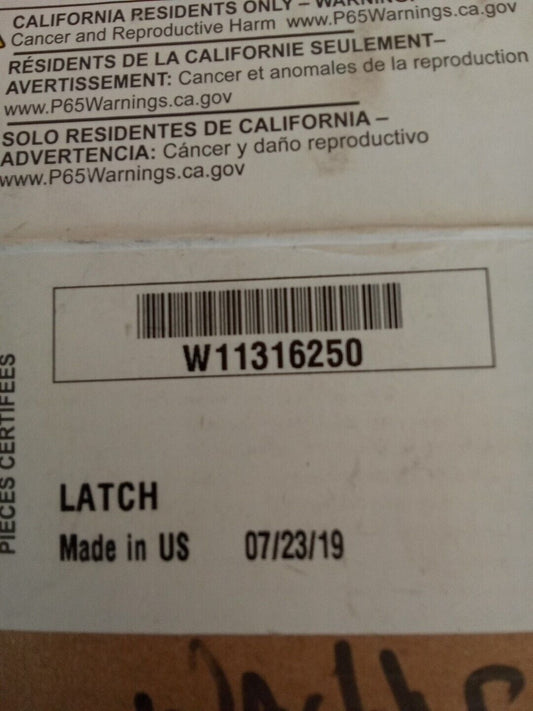 CALIFORNIA RESIDENTS ONLY –
Cancer and Reproductive Harm www.P65Warnings.ca.gov
RÉSIDENTS DE LA CALIFORNIE SEULEMENT–
AVERTISSEMENT: Cancer et anomales de la reproduction
www.P65Warnings.ca.gov
SOLO RESIDENTES DE CALIFORNIA –
ADVERTENCIA: Cáncer y daño reproductivo
www.P65Warnings.ca.gov
PIECES CERTIFEES
W11316250
LATCH
Made in US 07/23/19